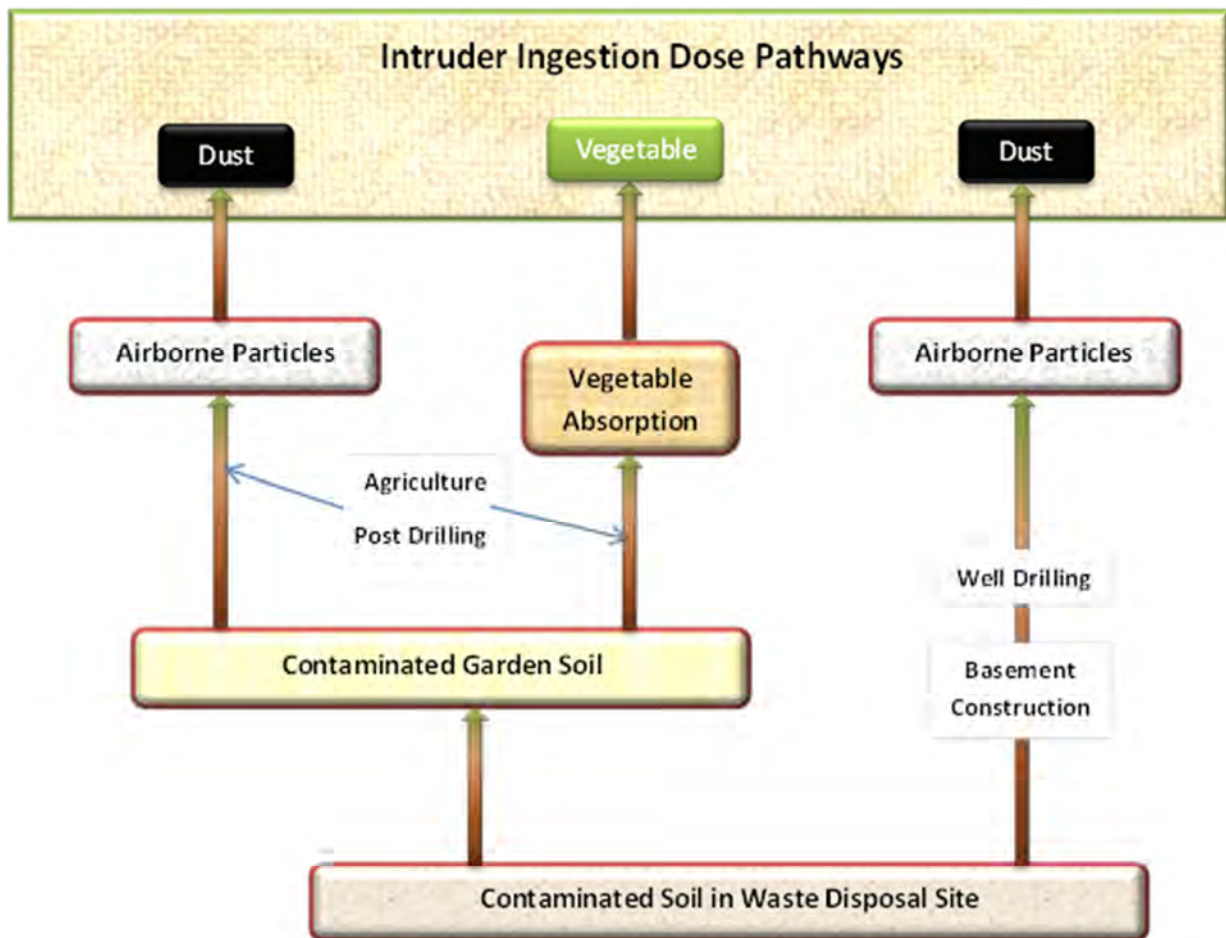 Intruder Ingestion Dose Pathways
Dust
Vegetable
Dust
Airborne Particles
Vegetable
Absorption
Airborne Particles
Agriculture
Post Drilling
Well Drilling
Contaminated Garden Soil
Basement
Construction
Contaminated Soil in Waste Disposal Site